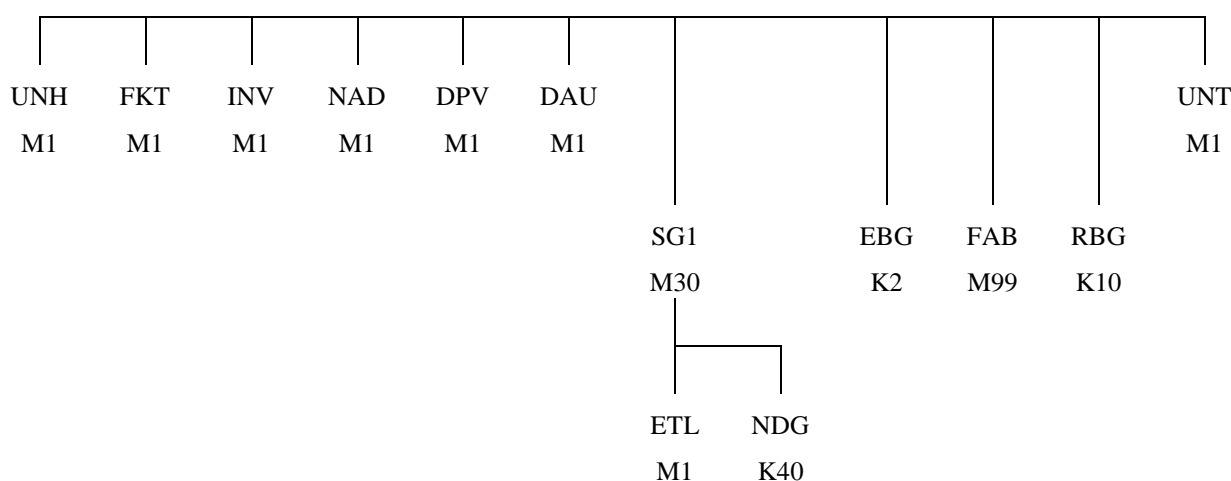 UNH FKT INV NAD DPV DAU UNT
M1 M1 M1 M1 M1 M1 M1
SG1 EBG FAB RBG
M30 K2 M99 K10
ETL NDG
M1 K40